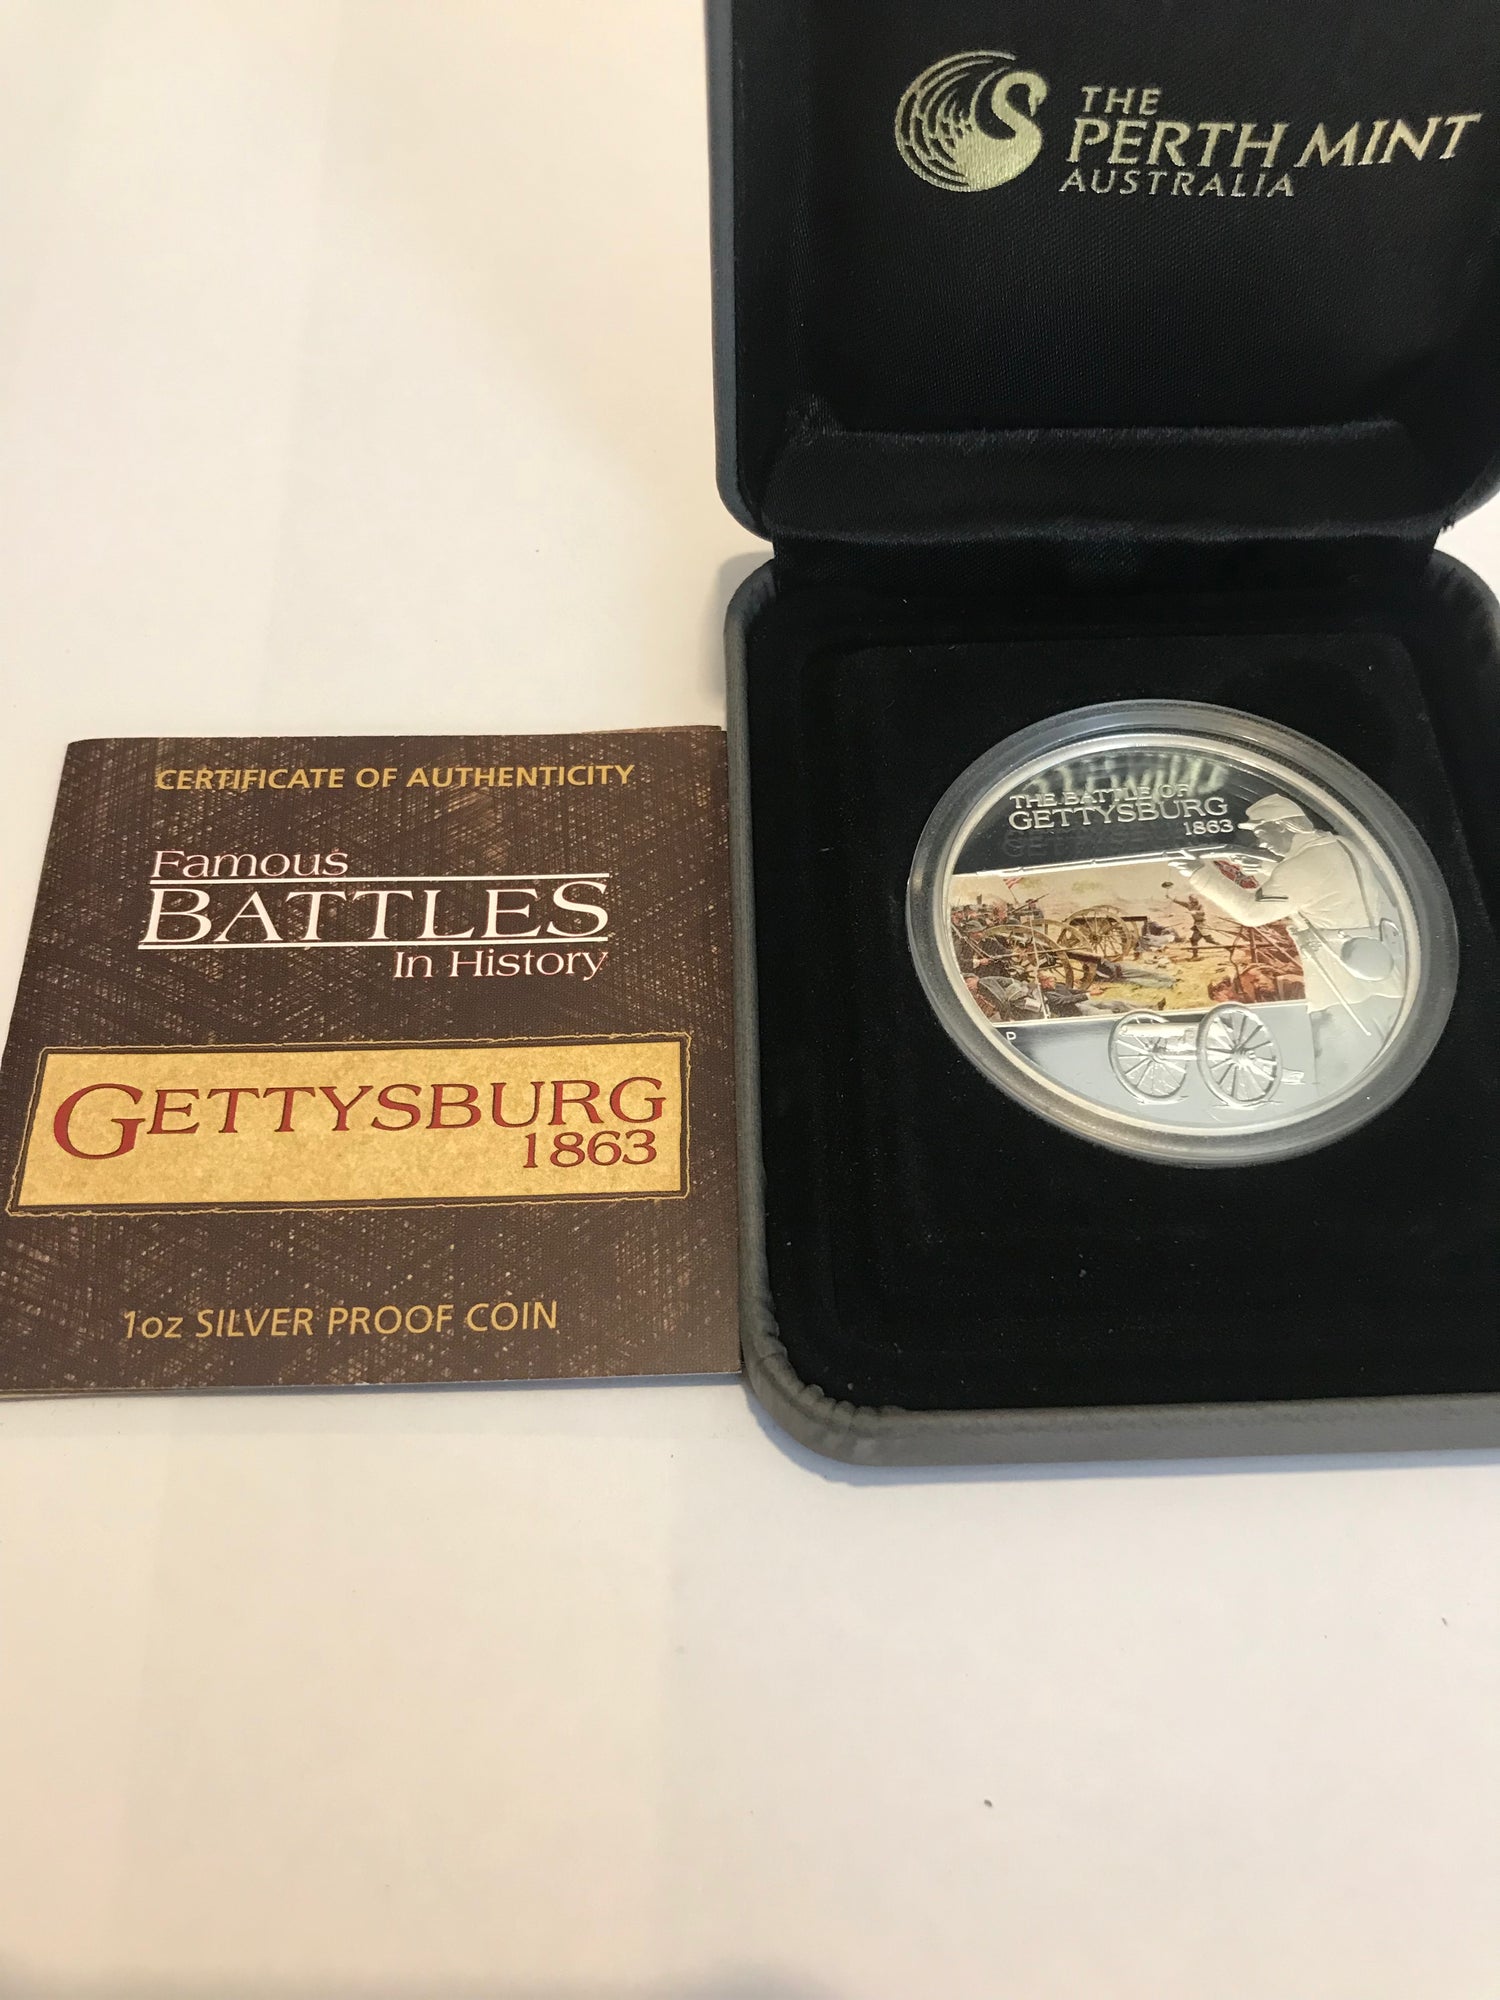 THE
PERTH MINT
AUSTRALIA
CERTIFICATE OF AUTHENTICITY
Famous
BATTLES
In History
GETTYSBURG
1863
1oz SILVER PROOF COIN
THE BATTLE OF
GETTYSBURG
1863
P